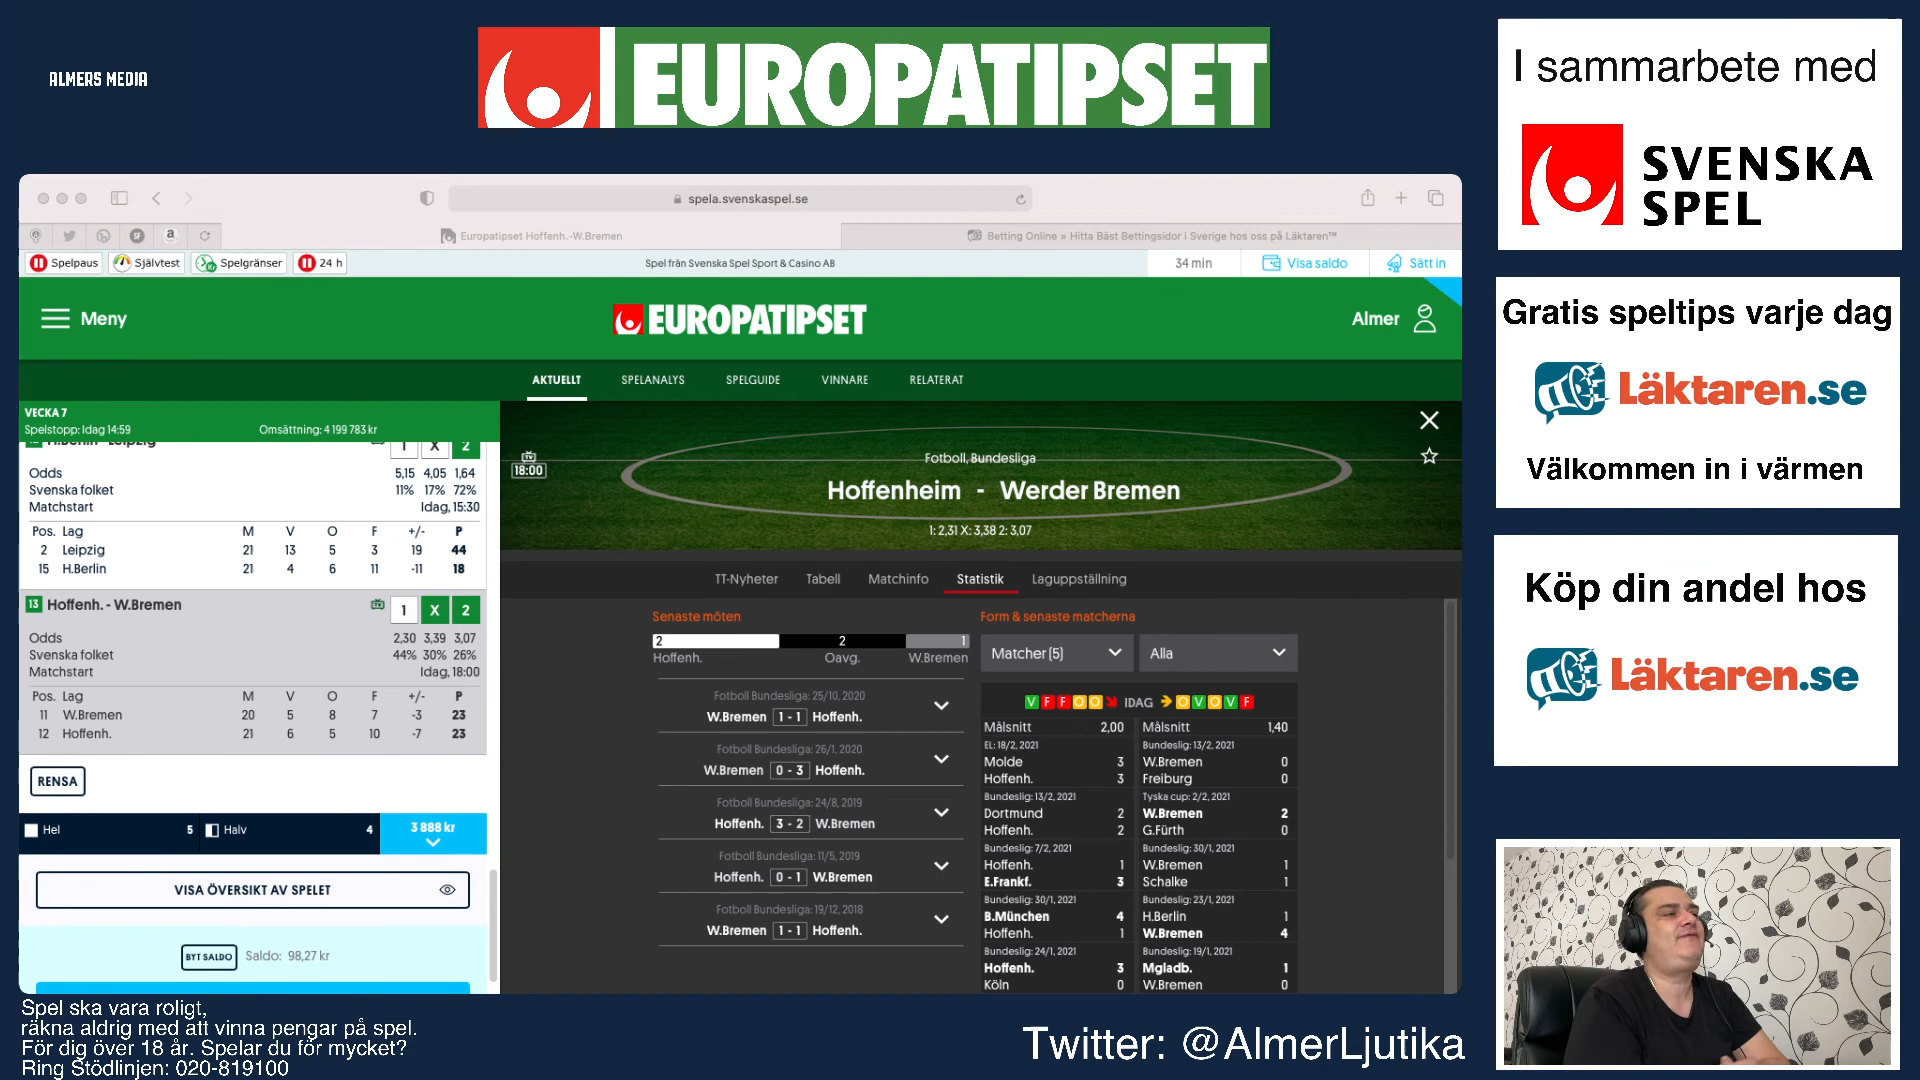 ALMERS MEDIA
EUROPATIPSET
I sammarbete med
SVENSKA
SPEL
Gratis speltips varje dag
Läktaren.se
Välkommen in i värmen
Köp din andel hos
Läktaren.se
spela.svenskaspel.se
Europatipset Hoffenh.-W.Bremen
Betting Online » Hitta Bäst Bettingsidor i Sverige hos oss på Läktaren™
Spelpaus Självtest Spelgränser 24 h
Spel från Svenska Spel Sport & Casino AB
34 min Visa saldo Sätt in
Meny
EUROPATIPSET
Almer
AKTUELLT SPELANALYS SPELGUIDE VINNARE RELATERAT
VECKA 7
Spelstopp: Idag 14:59 Omsättning: 4 199 783 kr
1 X 2
Odds 5,15 4,05 1,64
Svenska folket 11% 17% 72%
Matchstart Idag, 15:30
Pos. Lag M V O F +/- P
2 Leipzig 21 13 5 3 19 44
15 H.Berlin 21 4 6 11 -11 18
13 Hoffenh. - W.Bremen 1 X 2
Odds 2,30 3,39 3,07
Svenska folket 44% 30% 26%
Matchstart Idag, 18:00
Pos. Lag M V O F +/- P
11 W.Bremen 20 5 8 7 -3 23
12 Hoffenh. 21 6 5 10 -7 23
RENSA
Hel 5 Halv 4 3 888 kr
VISA ÖVERSIKT AV SPELET
BYT SALDO Saldo: 98,27 kr
TV
18:00
Fotboll, Bundesliga
Hoffenheim - Werder Bremen
1: 2,31 X: 3,38 2: 3,07
TT-Nyheter Tabell Matchinfo Statistik Laguppställning
Senaste möten
2 2 1
Hoffenh. Oavg. W.Bremen
Fotboll Bundesliga: 25/10, 2020
W.Bremen 1 - 1 Hoffenh.
Fotboll Bundesliga: 26/1, 2020
W.Bremen 0 - 3 Hoffenh.
Fotboll Bundesliga: 24/8, 2019
Hoffenh. 3 - 2 W.Bremen
Fotboll Bundesliga: 11/5, 2019
Hoffenh. 0 - 1 W.Bremen
Fotboll Bundesliga: 19/12, 2018
W.Bremen 1 - 1 Hoffenh.
Form & senaste matcherna
Matcher (5) Alla
V F F O O IDAG O V O V F
Målsnitt 2,00 Målsnitt 1,40
EL: 18/2, 2021 Bundeslig: 13/2, 2021
Molde 3 W.Bremen 0
Hoffenh. 3 Freiburg 0
Bundeslig: 13/2, 2021 Tyska cup: 2/2, 2021
Dortmund 2 W.Bremen 2
Hoffenh. 2 G.Fürth 0
Bundeslig: 7/2, 2021 Bundeslig: 30/1, 2021
Hoffenh. 1 W.Bremen 1
E.Frankf. 3 Schalke 1
Bundeslig: 30/1, 2021 Bundeslig: 23/1, 2021
B.München 4 H.Berlin 1
Hoffenh. 1 W.Bremen 4
Bundeslig: 24/1, 2021 Bundeslig: 19/1, 2021
Hoffenh. 3 Mgladb. 1
Köln 0 W.Bremen 0
Spel ska vara roligt,
räkna aldrig med att vinna pengar på spel.
För dig över 18 år. Spelar du för mycket?
Ring Stödlinjen: 020-819100
Twitter: @AlmerLjutika